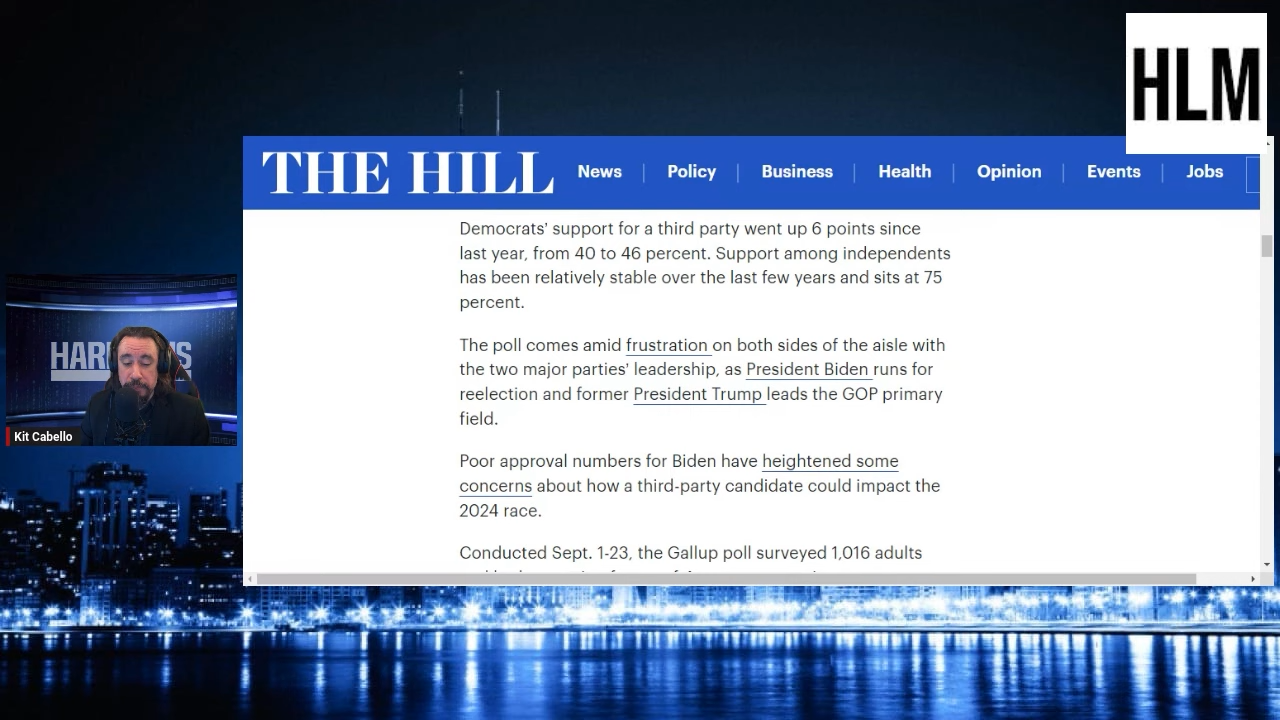 HLM
THE HILL
News
Policy
Business
Health
Opinion
Events
Jobs
Democrats' support for a third party went up 6 points since
last year, from 40 to 46 percent. Support among independents
has been relatively stable over the last few years and sits at 75
percent.
The poll comes amid frustration on both sides of the aisle with
the two major parties' leadership, as President Biden runs for
reelection and former President Trump leads the GOP primary
field.
Poor approval numbers for Biden have heightened some
concerns about how a third-party candidate could impact the
2024 race.
Conducted Sept. 1-23, the Gallup poll surveyed 1,016 adults
Kit Cabello